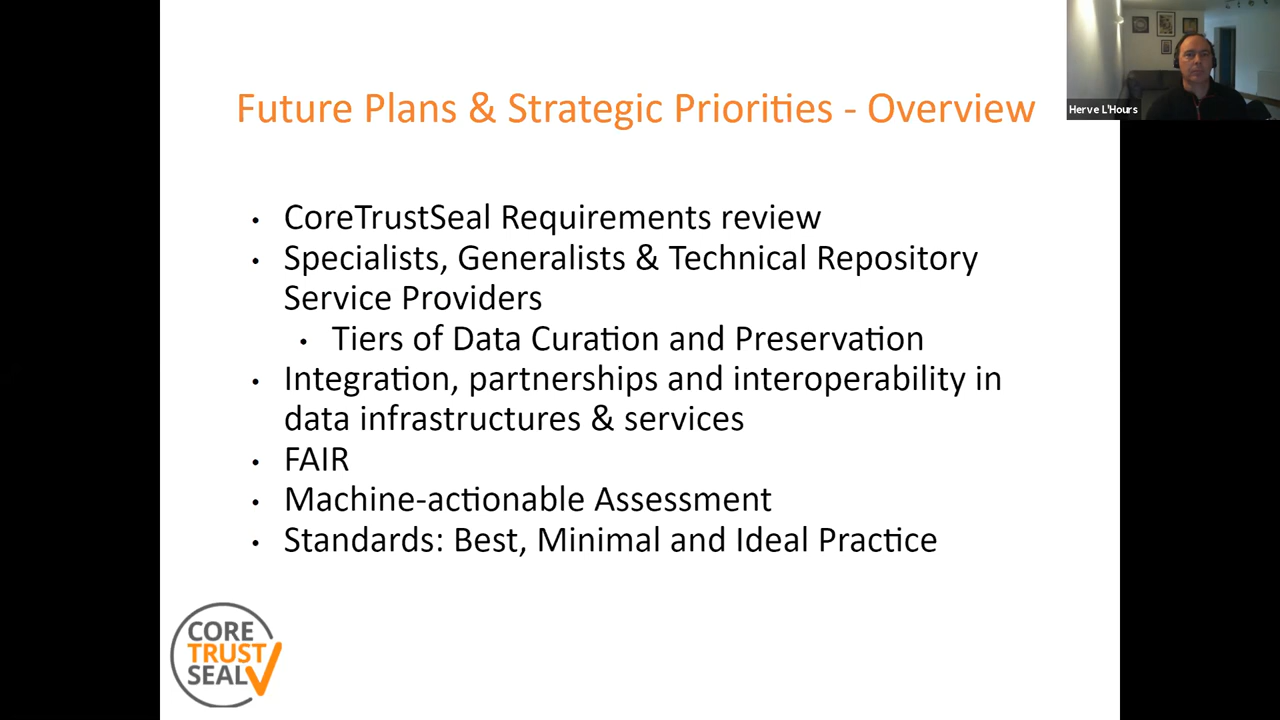 Future Plans & Strategic Priorities - Overview
Herve L'Hours
• CoreTrustSeal Requirements review
• Specialists, Generalists & Technical Repository
Service Providers
• Tiers of Data Curation and Preservation
• Integration, partnerships and interoperability in
data infrastructures & services
• FAIR
• Machine-actionable Assessment
• Standards: Best, Minimal and Ideal Practice
CORE
TRUST
SEAL